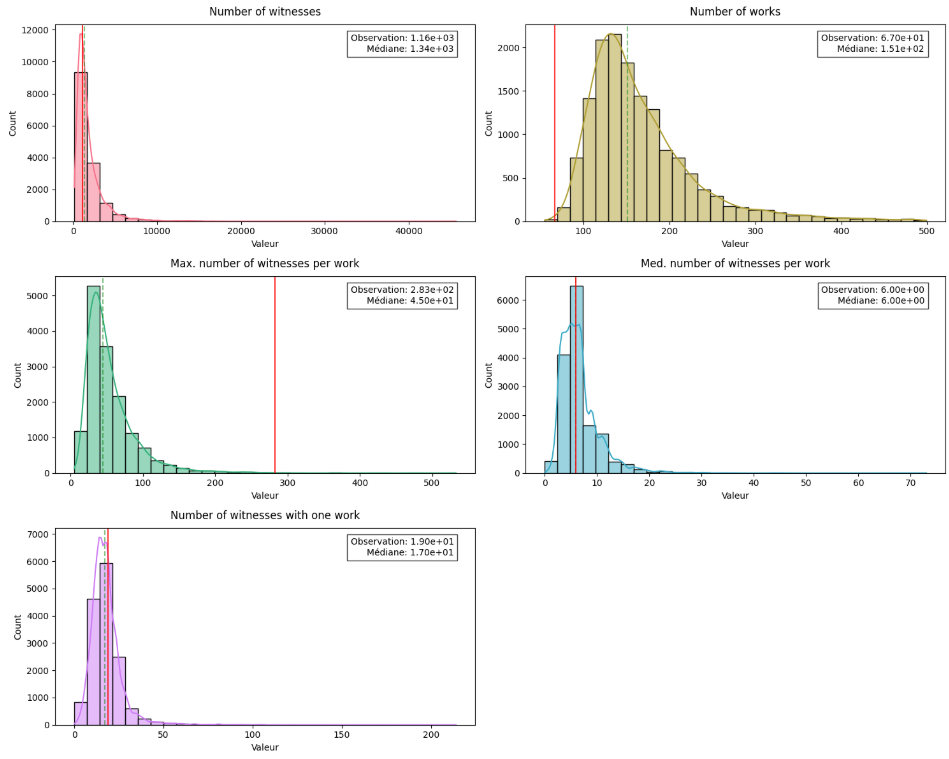 Number of witnesses
Observation: 1.16e+03
Médiane: 1.34e+03
Count
12000
10000
8000
6000
4000
2000
0
0 10000 20000 30000 40000
Valeur
Number of works
Observation: 6.70e+01
Médiane: 1.51e+02
Count
2000
1500
1000
500
0
100 200 300 400 500
Valeur
Max. number of witnesses per work
Observation: 2.83e+02
Médiane: 4.50e+01
Count
5000
4000
3000
2000
1000
0
0 100 200 300 400 500
Valeur
Med. number of witnesses per work
Observation: 6.00e+00
Médiane: 6.00e+00
Count
6000
5000
4000
3000
2000
1000
0
0 10 20 30 40 50 60 70
Valeur
Number of witnesses with one work
Observation: 1.90e+01
Médiane: 1.70e+01
Count
7000
6000
5000
4000
3000
2000
1000
0
0 50 100 150 200
Valeur